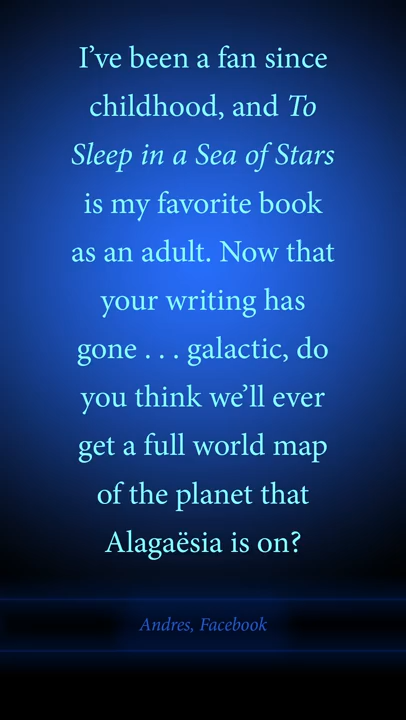 I’ve been a fan since
childhood, and To
Sleep in a Sea of Stars
is my favorite book
as an adult. Now that
your writing has
gone . . . galactic, do
you think we’ll ever
get a full world map
of the planet that
Alagaësia is on?
Andres, Facebook